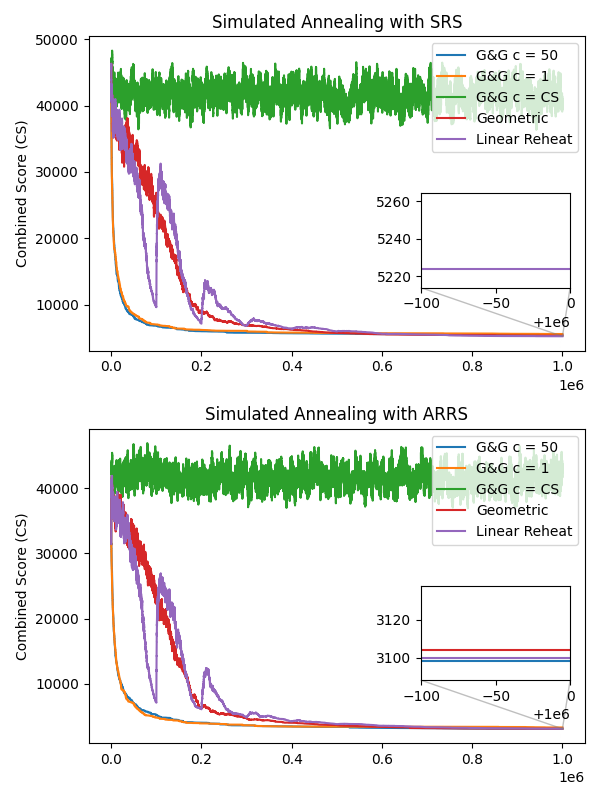 Simulated Annealing with SRS
50000
40000
30000
20000
10000
Combined Score (CS)
G&G c = 50
G&G c = 1
G&G c = CS
Geometric
Linear Reheat
5260
5240
5220
−100 −50 0
+1e6
0.0 0.2 0.4 0.6 0.8 1.0
1e6
Simulated Annealing with ARRS
40000
30000
20000
10000
Combined Score (CS)
G&G c = 50
G&G c = 1
G&G c = CS
Geometric
Linear Reheat
3120
3100
−100 −50 0
+1e6
0.0 0.2 0.4 0.6 0.8 1.0
1e6